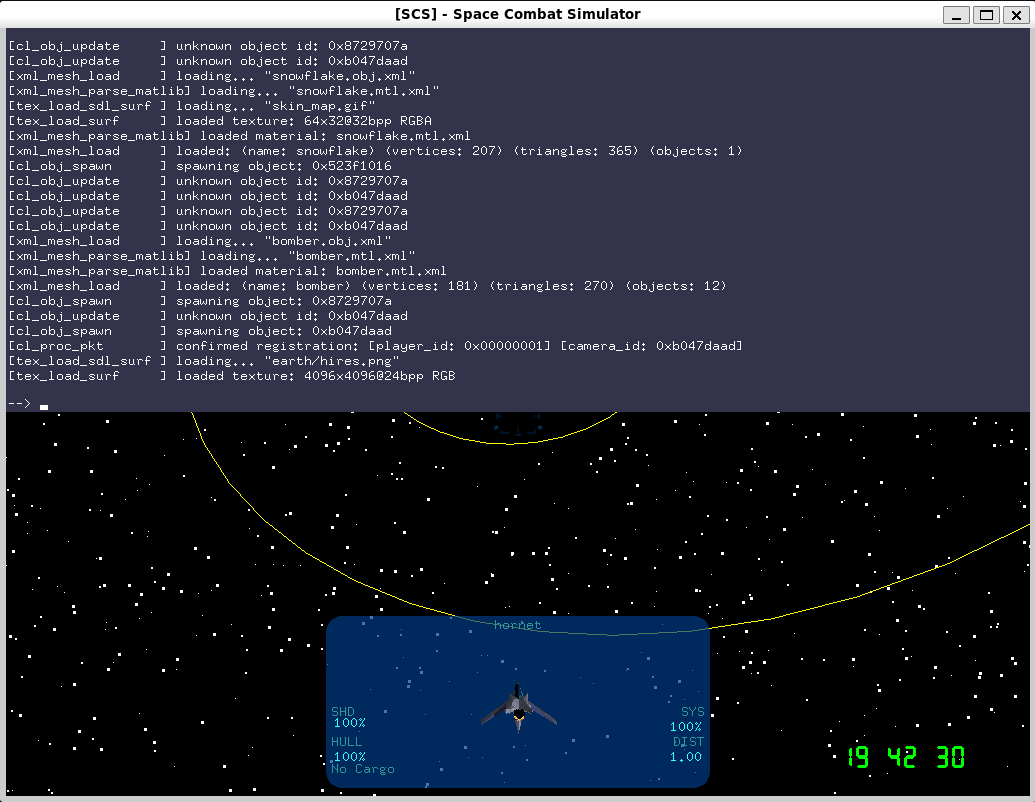 [SCS] - Space Combat Simulator
[cl_obj_update     ] unknown object id: 0x8729707a
[cl_obj_update     ] unknown object id: 0xb047daad
[xml_mesh_load     ] loading... "snowflake.obj.xml"
[xml_mesh_parse_matlib] loading... "snowflake.mtl.xml"
[tex_load_sdl_surf ] loading... "skin_map.gif"
[tex_load_surf     ] loaded texture: 64x32@32bpp RGBA
[xml_mesh_parse_matlib] loaded material: snowflake.mtl.xml
[xml_mesh_load     ] loaded: (name: snowflake) (vertices: 207) (triangles: 365) (objects: 1)
[cl_obj_spawn      ] spawning object: 0x523f1016
[cl_obj_update     ] unknown object id: 0x8729707a
[cl_obj_update     ] unknown object id: 0xb047daad
[cl_obj_update     ] unknown object id: 0x8729707a
[cl_obj_update     ] unknown object id: 0xb047daad
[xml_mesh_load     ] loading... "bomber.obj.xml"
[xml_mesh_parse_matlib] loading... "bomber.mtl.xml"
[xml_mesh_parse_matlib] loaded material: bomber.mtl.xml
[xml_mesh_load     ] loaded: (name: bomber) (vertices: 181) (triangles: 270) (objects: 12)
[cl_obj_spawn      ] spawning object: 0x8729707a
[cl_obj_update     ] unknown object id: 0xb047daad
[cl_obj_spawn      ] spawning object: 0xb047daad
[cl_proc_pkt       ] confirmed registration: [player_id: 0x00000001] [camera_id: 0xb047daad]
[tex_load_sdl_surf ] loading... "earth/hires.png"
[tex_load_surf     ] loaded texture: 4096x4096@24bpp RGB
--> _
hornet
SHD
100%
HULL
100%
No Cargo
SYS
100%
DIST
1.00
19 42 30